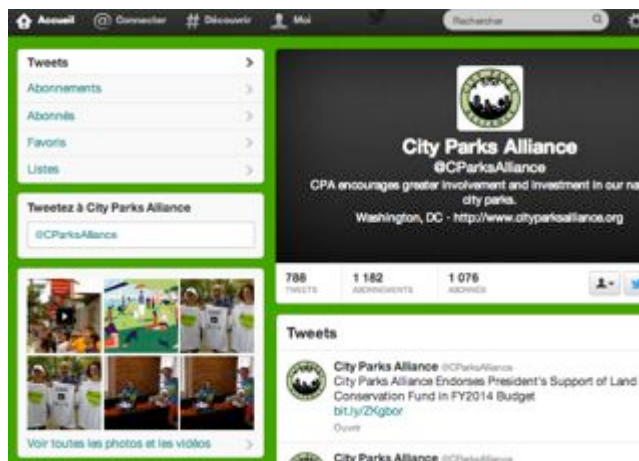 Accueil @ Connecter # Découvrir Moi
Rechercher
Tweets
Abonnements
Abonnés
Favoris
Listes
Tweetez à City Parks Alliance
@CParksAlliance
Voir toutes les photos et les vidéos
City Parks Alliance
@CParksAlliance
CPA encourages greater involvement and investment in our na
city parks.
Washington, DC - http://www.cityparksalliance.org
788 1 182 1 076
TWEETS ABONNEMENTS ABONNÉS
Tweets
City Parks Alliance @CParksAlliance
City Parks Alliance Endorses President's Support of Land
Conservation Fund in FY2014 Budget
bit.ly/ZKgbor
Ouvrir
City Parks Alliance @CParksAlliance